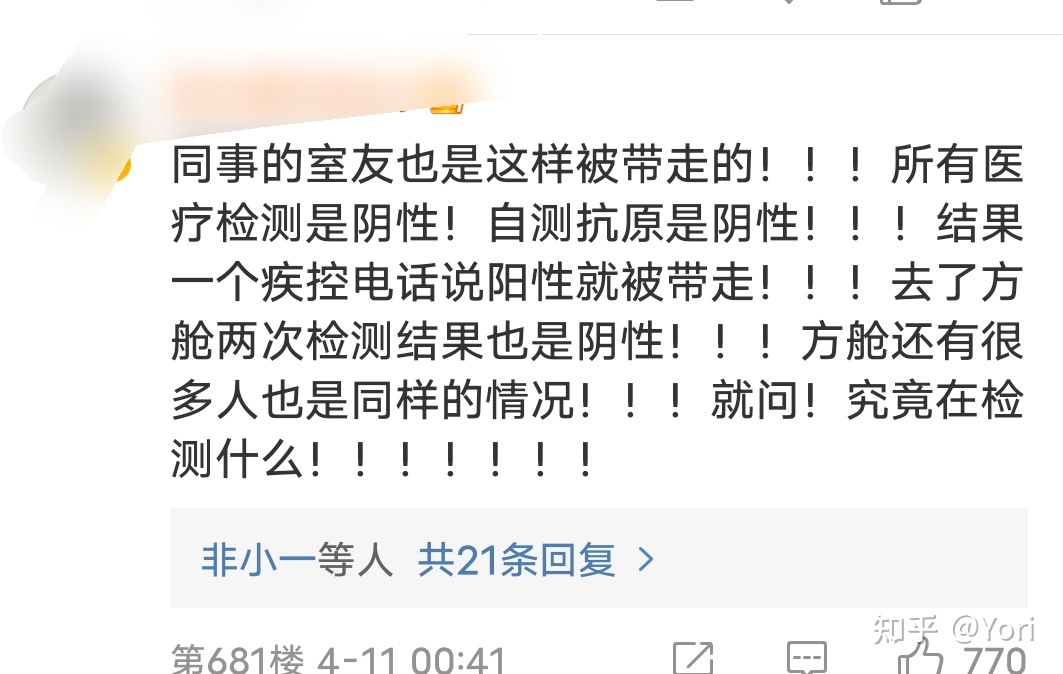 同事的室友也是这样被带走的！！！所有医
疗检测是阴性！自测抗原是阴性！！！结果
一个疾控电话说阳性就被带走！！！去了方
舱两次检测结果也是阴性！！！方舱还有很
多人也是同样的情况！！！就问！究竟在检
测什么！！！！！！！
非小一等人 共21条回复 >
知乎 @Yori
第681楼 4-11 00:41 770